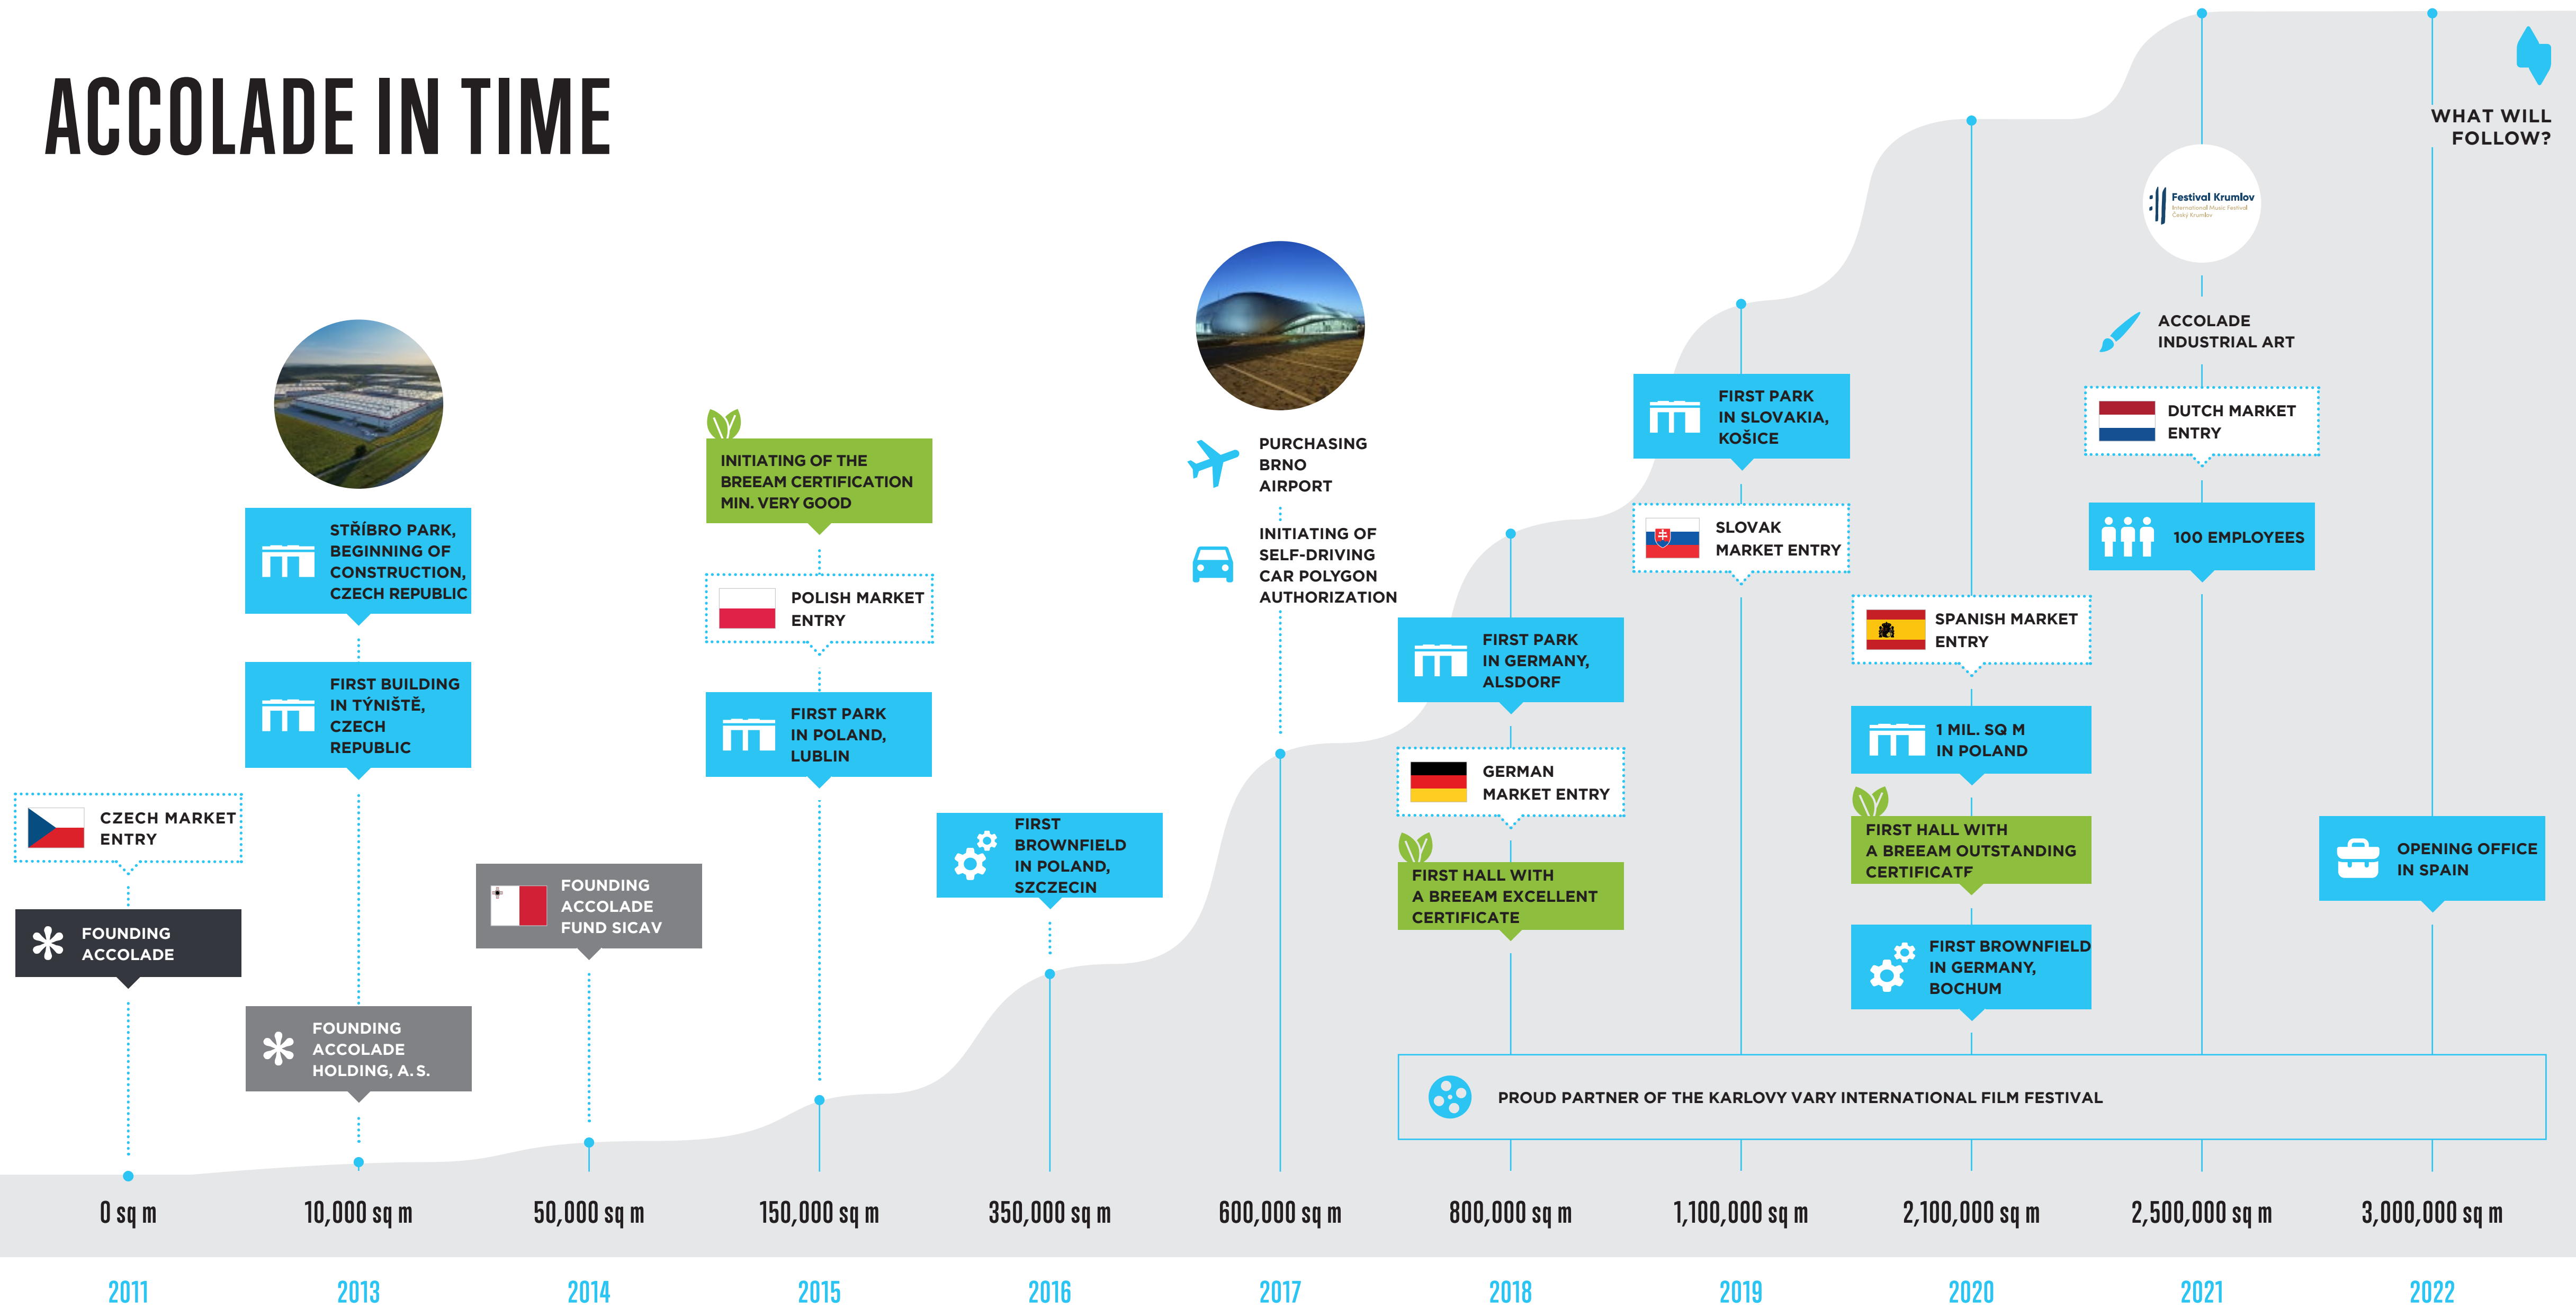 ACCOLADE IN TIME
CZECH MARKET
ENTRY
FOUNDING
ACCOLADE
STŘÍBRO PARK,
BEGINNING OF
CONSTRUCTION,
CZECH REPUBLIC
FIRST BUILDING
IN TÝNIŠTĚ,
CZECH
REPUBLIC
FOUNDING
ACCOLADE
HOLDING, A. S.
FOUNDING
ACCOLADE
FUND SICAV
INITIATING OF THE
BREEAM CERTIFICATION
MIN. VERY GOOD
POLISH MARKET
ENTRY
FIRST PARK
IN POLAND,
LUBLIN
FIRST
BROWNFIELD
IN POLAND,
SZCZECIN
PURCHASING
BRNO
AIRPORT
INITIATING OF
SELF-DRIVING
CAR POLYGON
AUTHORIZATION
FIRST PARK
IN GERMANY,
ALSDORF
GERMAN
MARKET ENTRY
FIRST HALL WITH
A BREEAM EXCELLENT
CERTIFICATE
FIRST PARK
IN SLOVAKIA,
KOŠICE
SLOVAK
MARKET ENTRY
SPANISH MARKET
ENTRY
1 MIL. SQ M
IN POLAND
FIRST HALL WITH
A BREEAM OUTSTANDING
CERTIFICATE
FIRST BROWNFIELD
IN GERMANY,
BOCHUM
Festival Krumlov
International Music Festival
Český Krumlov
ACCOLADE
INDUSTRIAL ART
DUTCH MARKET
ENTRY
100 EMPLOYEES
WHAT WILL
FOLLOW?
OPENING OFFICE
IN SPAIN
PROUD PARTNER OF THE KARLOVY VARY INTERNATIONAL FILM FESTIVAL
0 sq m
10,000 sq m
50,000 sq m
150,000 sq m
350,000 sq m
600,000 sq m
800,000 sq m
1,100,000 sq m
2,100,000 sq m
2,500,000 sq m
3,000,000 sq m
2011
2013
2014
2015
2016
2017
2018
2019
2020
2021
2022